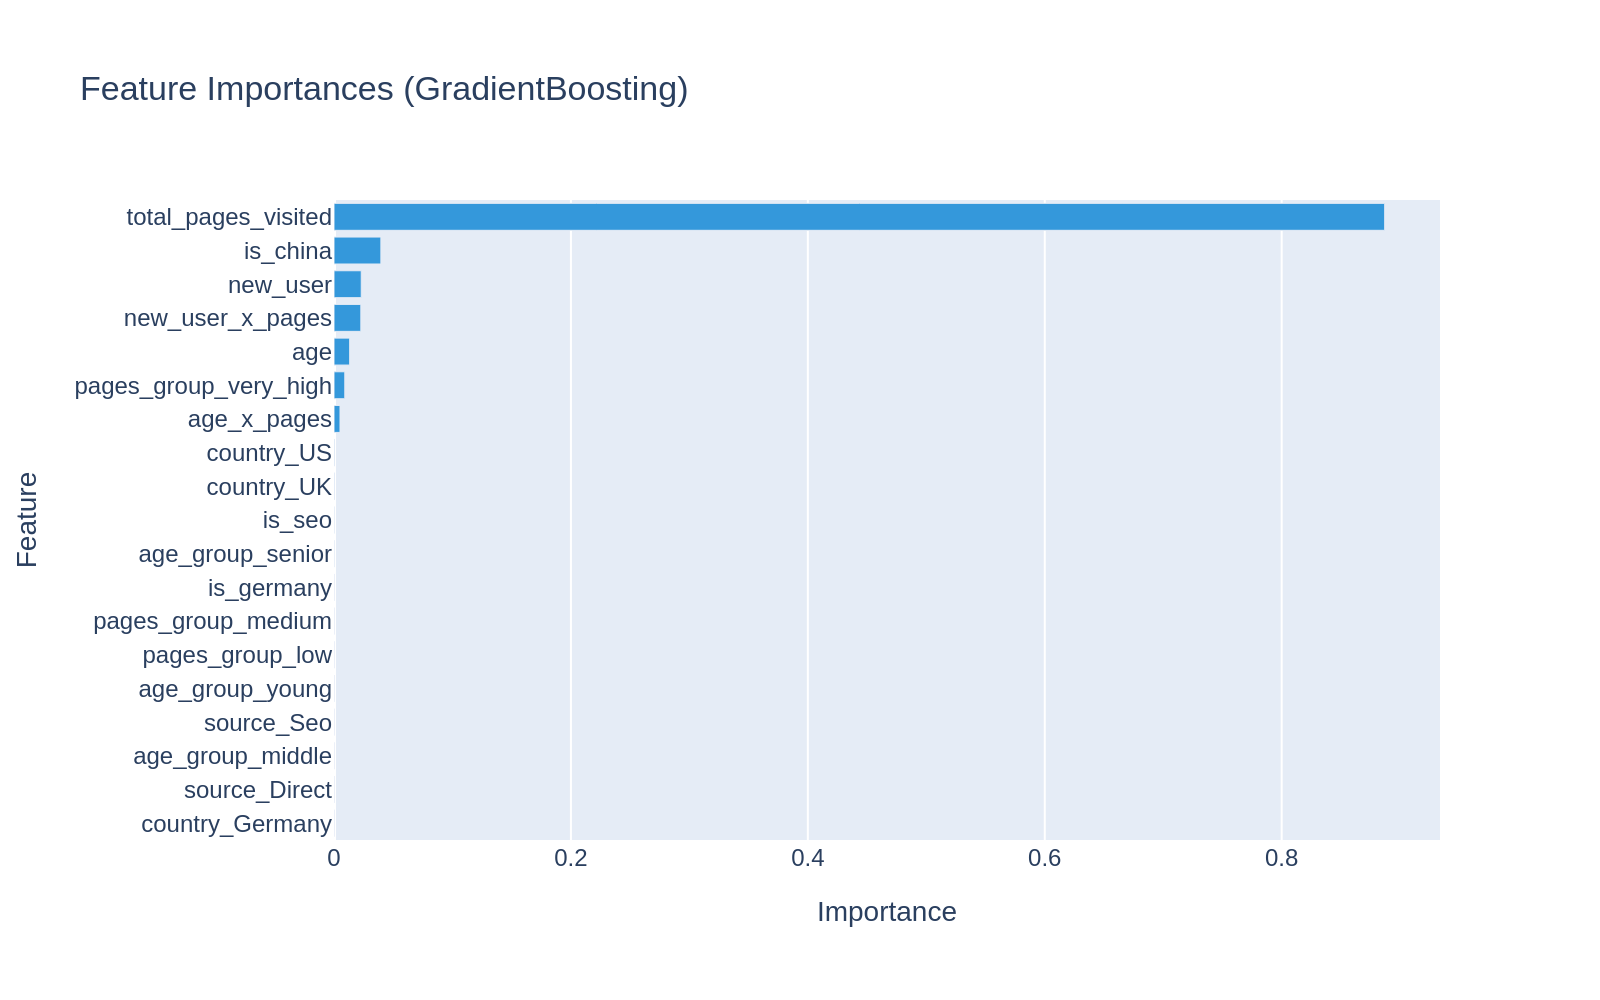 Feature Importances (GradientBoosting)
total_pages_visited
is_china
new_user
new_user_x_pages
age
pages_group_very_high
age_x_pages
country_US
country_UK
is_seo
age_group_senior
is_germany
pages_group_medium
pages_group_low
age_group_young
source_Seo
age_group_middle
source_Direct
country_Germany
Feature
0 0.2 0.4 0.6 0.8
Importance